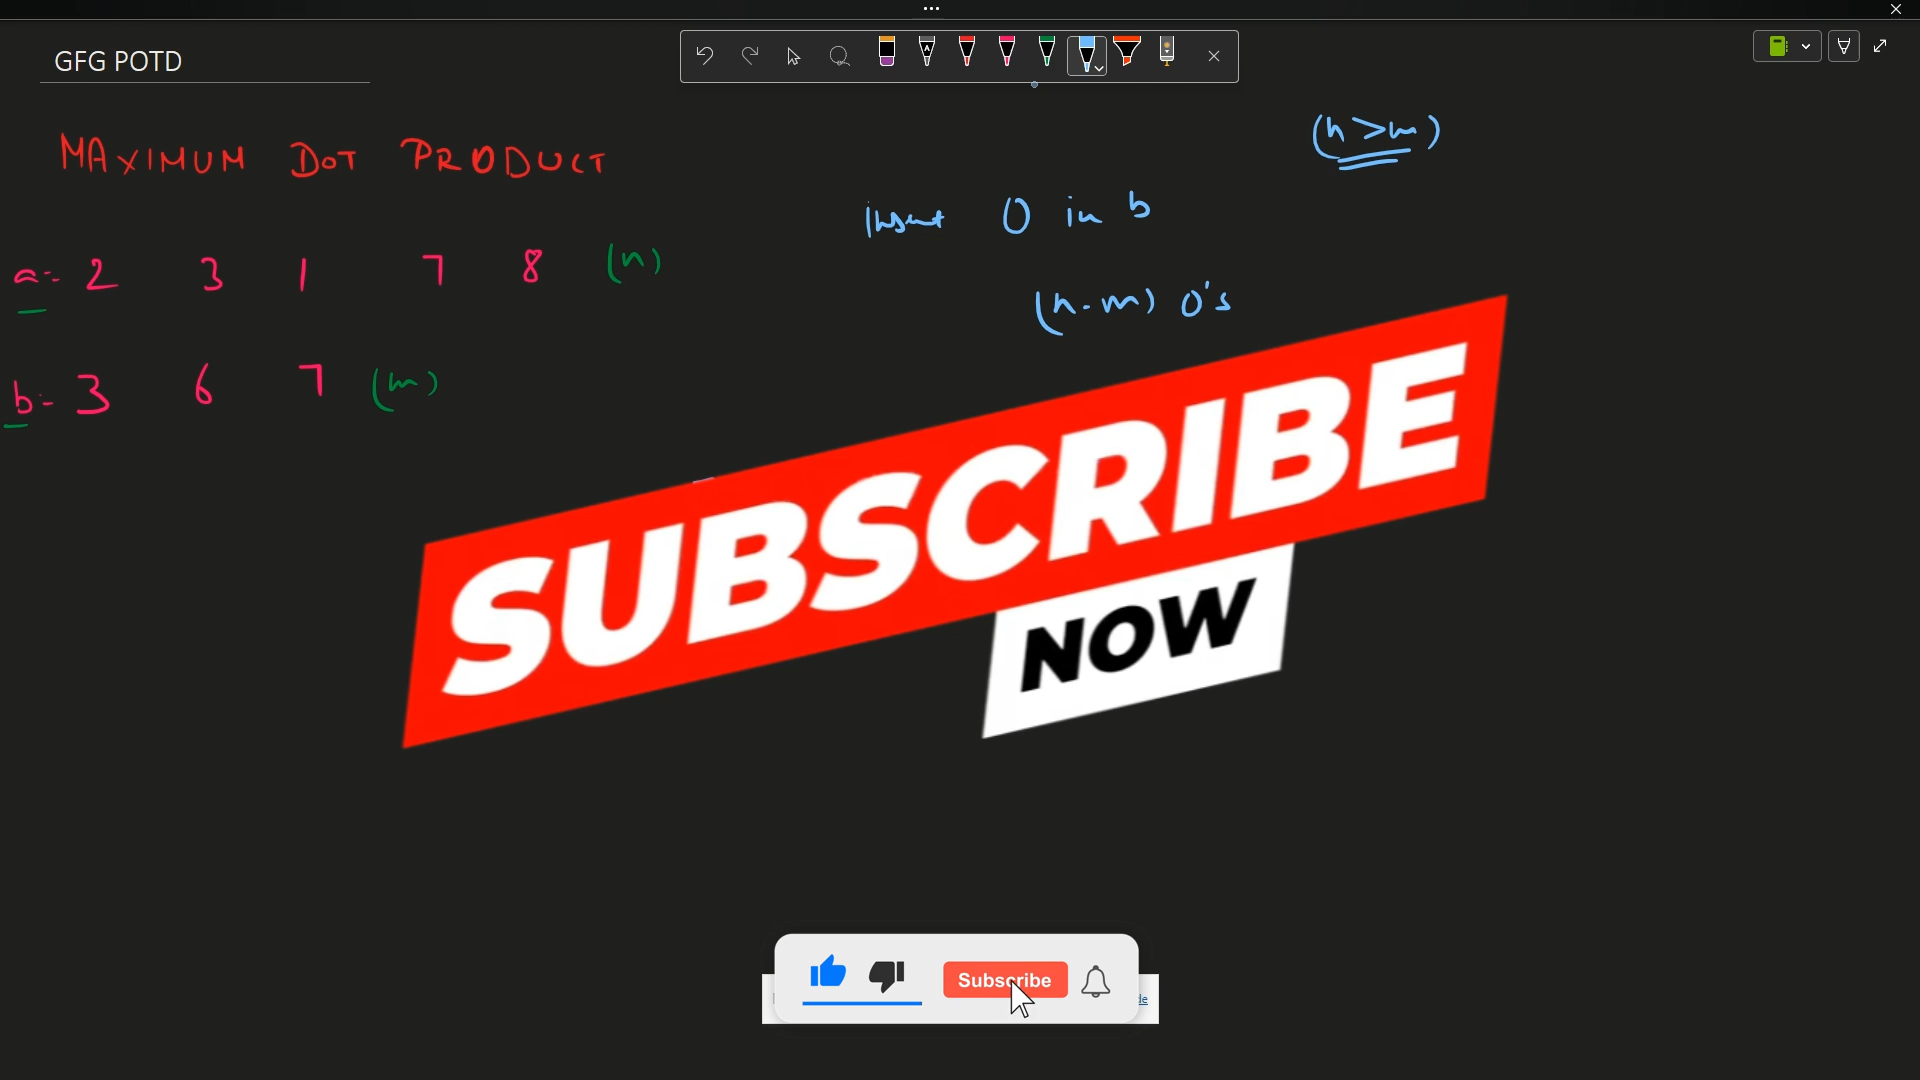 GFG POTD
MAXIMUM DOT PRODUCT
(n>m)
insert 0 in b
a:- 2 3 1 7 8 (n)
(n-m) 0's
b:- 3 6 7 (m)
SUBSCRIBE
NOW
Subscribe